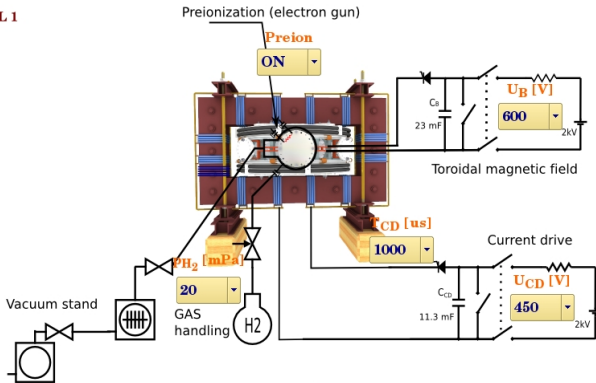 L 1
Preionization (electron gun)
Preion
ON
U_B [V]
600
C_B
23 mF
2kV
Toroidal magnetic field
T_CD [us]
1000
Current drive
U_CD [V]
450
C_CD
11.3 mF
2kV
p_H2 [mPa]
20
GAS
handling
H2
Vacuum stand